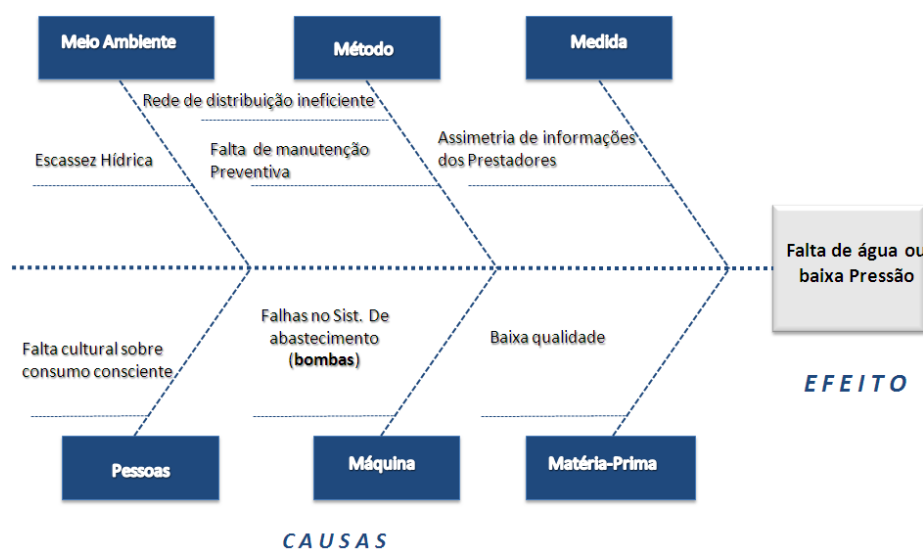 Meio Ambiente
Método
Medida
Rede de distribuição ineficiente
Escassez Hídrica
Falta de manutenção
Preventiva
Assimetria de informações
dos Prestadores
Falta de água ou
baixa Pressão
EFEITO
Falta cultural sobre
consumo consciente
Falhas no Sist. De
abastecimento
(bombas)
Baixa qualidade
Pessoas
Máquina
Matéria-Prima
CAUSAS